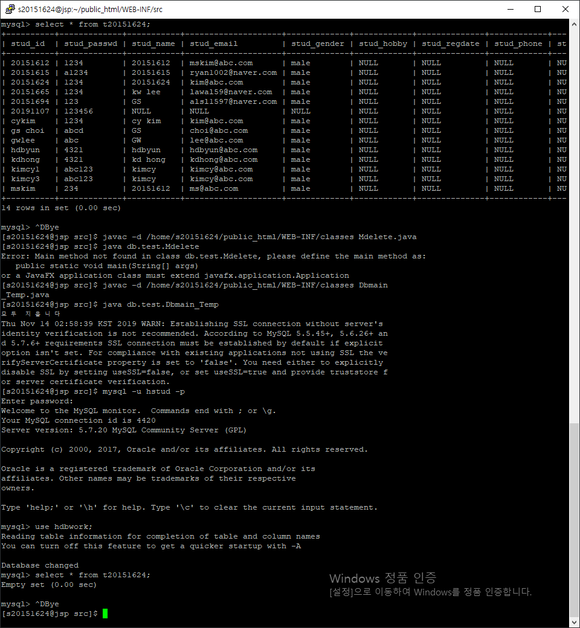 s20151624@jsp:~/public_html/WEB-INF/src
mysql> select * from t20151624;
| stud_id | stud_passwd | stud_name | stud_email | stud_gender | stud_hobby | stud_regdate | stud_phone | st
| 20151612 | 1234 | 20151612 | mskim@abc.com | male | NULL | NULL | NULL | NU
| 20151615 | a1234 | 20151615 | ryan1002@naver.com | male | NULL | NULL | NULL | NU
| 20151624 | 1234 | 20151624 | kim@abc.com | male | NULL | NULL | NULL | NU
| 20151665 | 1234 | kw lee | lawa159@naver.com | male | NULL | NULL | NULL | NU
| 20151694 | 123 | GS | alsl1597@naver.com | male | NULL | NULL | NULL | NU
| 20191107 | 123456 | NULL | NULL | male | NULL | NULL | NULL | NU
| cykim | 1234 | cy kim | kim@abc.com | male | NULL | NULL | NULL | NU
| gs choi | abcd | GS | choi@abc.com | male | NULL | NULL | NULL | NU
| gwlee | abc | GW | lee@abc.com | male | NULL | NULL | NULL | NU
| hdbyun | 4321 | hdbyun | hdbyun@abc.com | male | NULL | NULL | NULL | NU
| kdhong | 4321 | kd hong | kdhong@abc.com | male | NULL | NULL | NULL | NU
| kimcy1 | abc123 | kimcy | kimcy@abc.com | male | NULL | NULL | NULL | NU
| kimcy3 | abc123 | kimcy | kimcy@abc.com | male | NULL | NULL | NULL | NU
| mskim | 234 | 20151612 | ms@abc.com | male | NULL | NULL | NULL | NU
14 rows in set (0.00 sec)
mysql> ^DBye
[s20151624@jsp src]$ javac -d /home/s20151624/public_html/WEB-INF/classes Mdelete.java
[s20151624@jsp src]$ java db.test.Mdelete
Error: Main method not found in class db.test.Mdelete, please define the main method as:
public static void main(String[] args)
or a JavaFX application class must extend javafx.application.Application
[s20151624@jsp src]$ javac -d /home/s20151624/public_html/WEB-INF/classes Dbmain
_Temp.java
[s20151624@jsp src]$ java db.test.Dbmain_Temp
모두 지웁니다
Thu Nov 14 02:58:39 KST 2019 WARN: Establishing SSL connection without server's
identity verification is not recommended. According to MySQL 5.5.45+, 5.6.26+ an
d 5.7.6+ requirements SSL connection must be established by default if explicit
option isn't set. For compliance with existing applications not using SSL the ve
rifyServerCertificate property is set to 'false'. You need either to explicitly
disable SSL by setting useSSL=false, or set useSSL=true and provide truststore f
or server certificate verification.
[s20151624@jsp src]$ mysql -u hstud -p
Enter password:
Welcome to the MySQL monitor.  Commands end with ; or \g.
Your MySQL connection id is 4420
Server version: 5.7.20 MySQL Community Server (GPL)
Copyright (c) 2000, 2017, Oracle and/or its affiliates. All rights reserved.
Oracle is a registered trademark of Oracle Corporation and/or its
affiliates. Other names may be trademarks of their respective
owners.
Type 'help;' or '\h' for help. Type '\c' to clear the current input statement.
mysql> use hdbwork;
Reading table information for completion of table and column names
You can turn off this feature to get a quicker startup with -A
Database changed
mysql> select * from t20151624;
Empty set (0.00 sec)
mysql> ^DBye
[s20151624@jsp src]$
Windows 정품 인증
[설정]으로 이동하여 Windows를 정품 인증합니다.